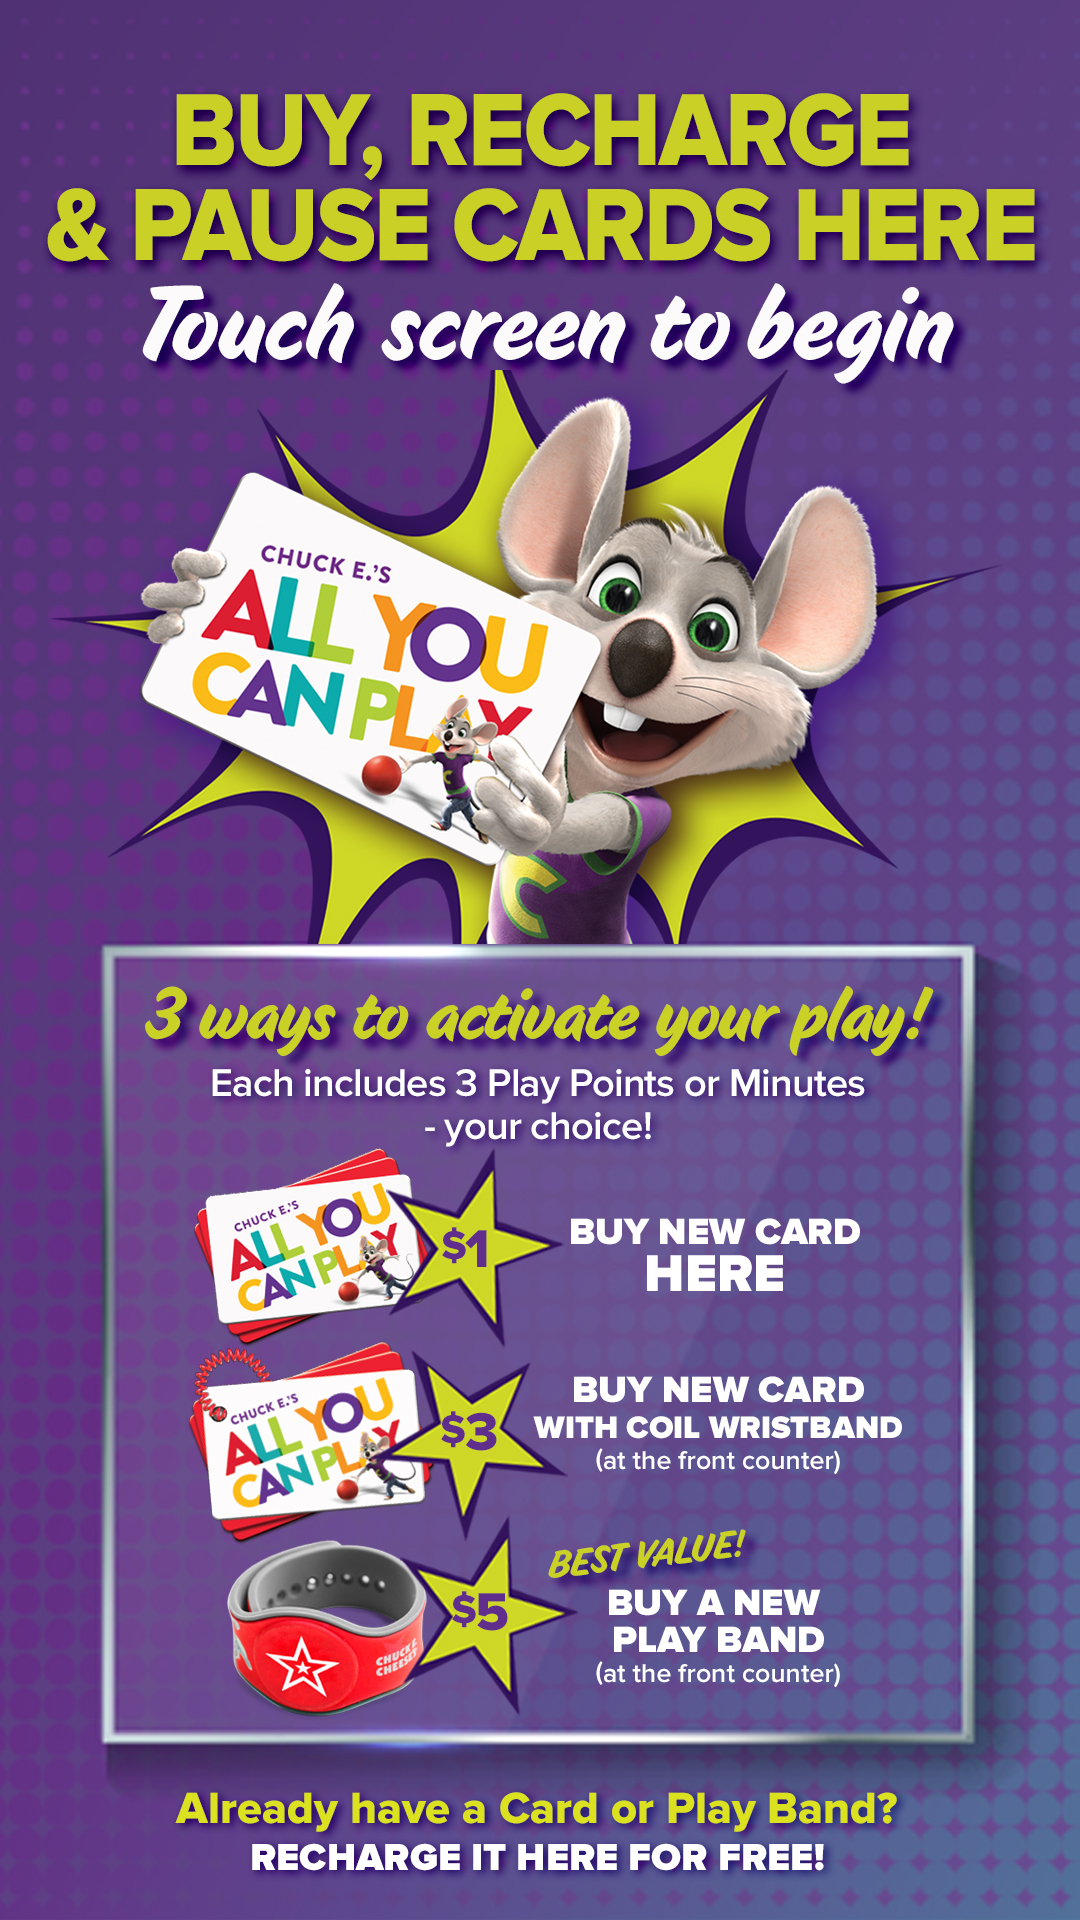 BUY, RECHARGE
& PAUSE CARDS HERE
Touch screen to begin
CHUCK E.'S
ALL YOU
CAN PLAY
C
3 ways to activate your play!
Each includes 3 Play Points or Minutes
- your choice!
CHUCK E.'S
ALL YOU
CAN PLAY
$1
BUY NEW CARD
HERE
CHUCK E.'S
ALL YOU
CAN PLAY
$3
BUY NEW CARD
WITH COIL WRISTBAND
(at the front counter)
CHUCK E.
CHEESE
$5
BEST VALUE!
BUY A NEW
PLAY BAND
(at the front counter)
Already have a Card or Play Band?
RECHARGE IT HERE FOR FREE!